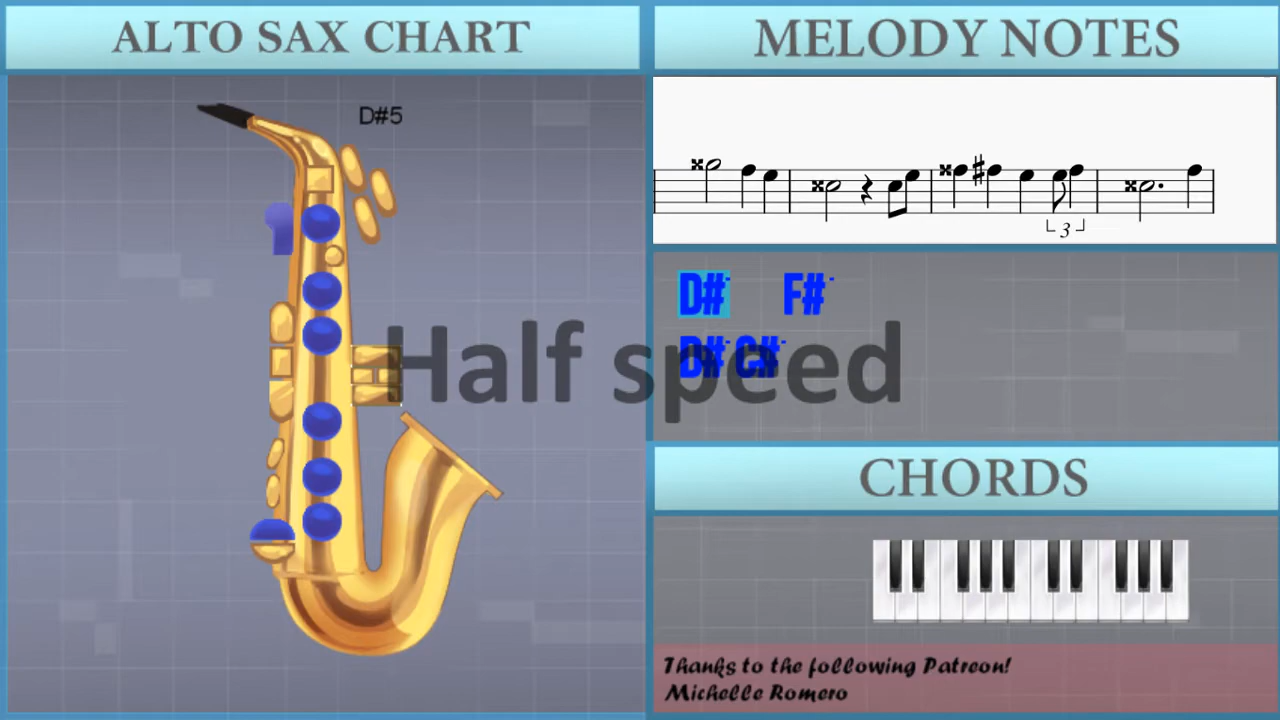 ALTO SAX CHART
MELODY NOTES
D#5
3
D#- F#-
D#- G#-
Half speed
CHORDS
Thanks to the following Patreon!
Michelle Romero